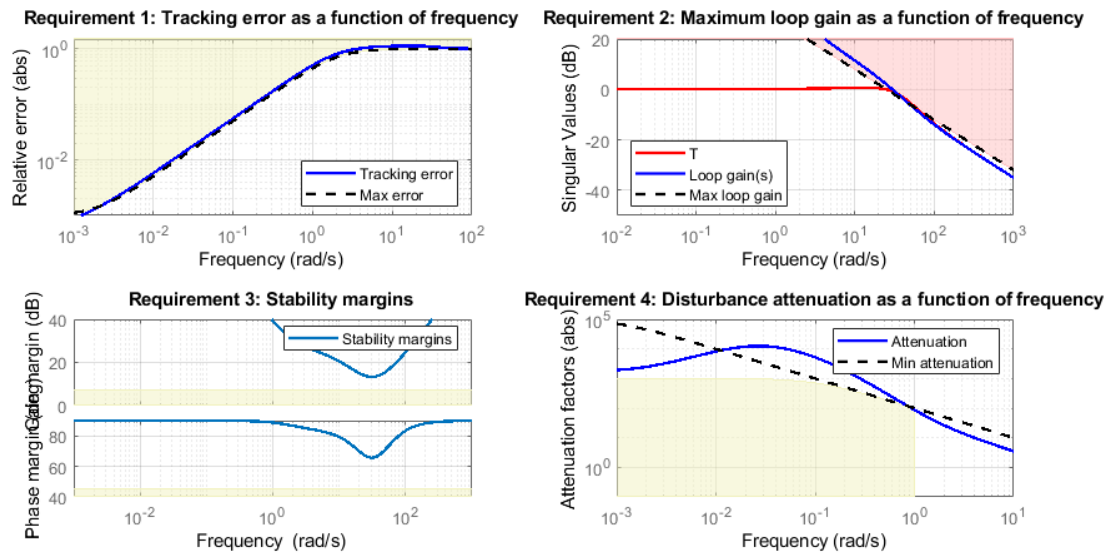 Requirement 1: Tracking error as a function of frequency
Relative error (abs)
10^0
10^-2
Tracking error
Max error
10^-3 10^-2 10^-1 10^0 10^1 10^2
Frequency (rad/s)
Requirement 2: Maximum loop gain as a function of frequency
Singular Values (dB)
20
0
-20
-40
T
Loop gain(s)
Max loop gain
10^-2 10^0 10^1 10^2 10^3
Frequency (rad/s)
Requirement 3: Stability margins
Gain margin (dB)
40
20
0
Stability margins
Phase margin (deg)
80
60
40
10^-2 10^0 10^2
Frequency (rad/s)
Requirement 4: Disturbance attenuation as a function of frequency
Attenuation factors (abs)
10^5
10^0
Attenuation
Min attenuation
10^-3 10^-2 10^-1 10^0 10^1
Frequency (rad/s)